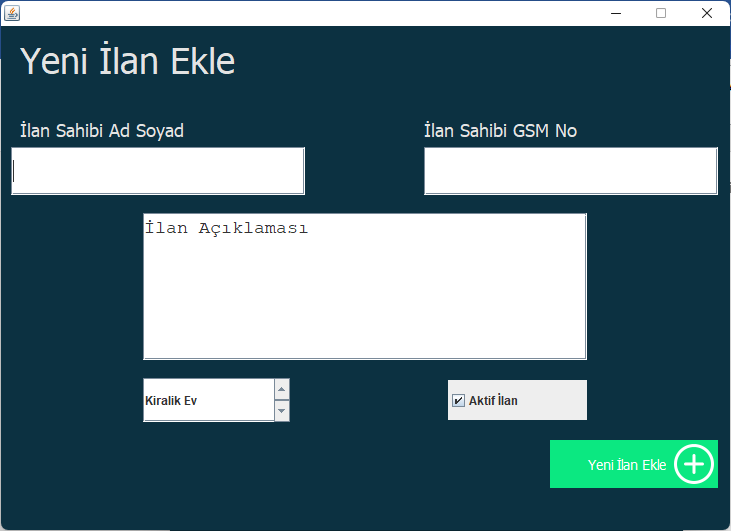 Yeni İlan Ekle
İlan Sahibi Ad Soyad
İlan Sahibi GSM No
İlan Açıklaması
Kiralik Ev
Aktif İlan
Yeni İlan Ekle